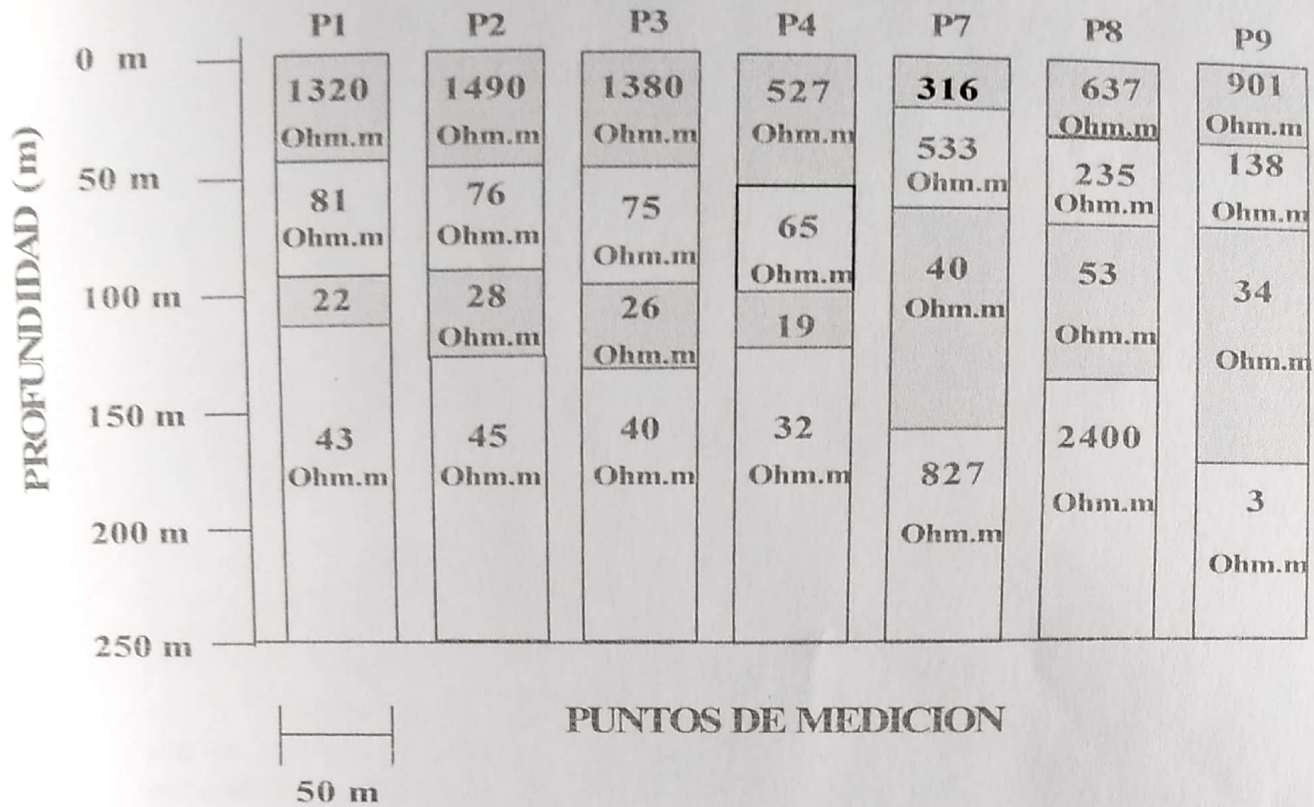 P1 P2 P3 P4 P7 P8 P9
PROFUNDIDAD (m)
0 m
50 m
100 m
150 m
200 m
250 m
1320
Ohm.m
81
Ohm.m
22
43
Ohm.m
1490
Ohm.m
76
Ohm.m
28
Ohm.m
45
Ohm.m
1380
Ohm.m
75
Ohm.m
26
Ohm.m
40
Ohm.m
527
Ohm.m
65
Ohm.m
19
32
Ohm.m
316
533
Ohm.m
40
Ohm.m
827
Ohm.m
637
Ohm.m
235
Ohm.m
53
Ohm.m
2400
Ohm.m
901
Ohm.m
138
Ohm.m
34
Ohm.m
3
Ohm.m
PUNTOS DE MEDICION
50 m